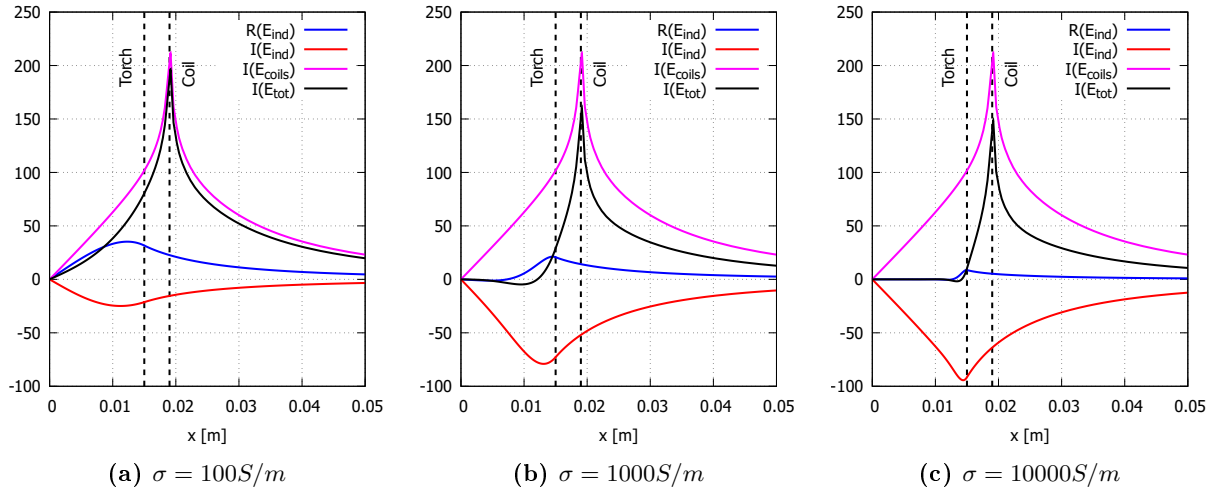 250
200
150
100
50
0
-50
-100
0
0.01
0.02
0.03
0.04
0.05
x [m]
Torch
Coil
R(E_ind)
I(E_ind)
I(E_coils)
I(E_tot)
(a) σ = 100S/m
250
200
150
100
50
0
-50
-100
0
0.01
0.02
0.03
0.04
0.05
x [m]
Torch
Coil
R(E_ind)
I(E_ind)
I(E_coils)
I(E_tot)
(b) σ = 1000S/m
250
200
150
100
50
0
-50
-100
0
0.01
0.02
0.03
0.04
0.05
x [m]
Torch
Coil
R(E_ind)
I(E_ind)
I(E_coils)
I(E_tot)
(c) σ = 10000S/m